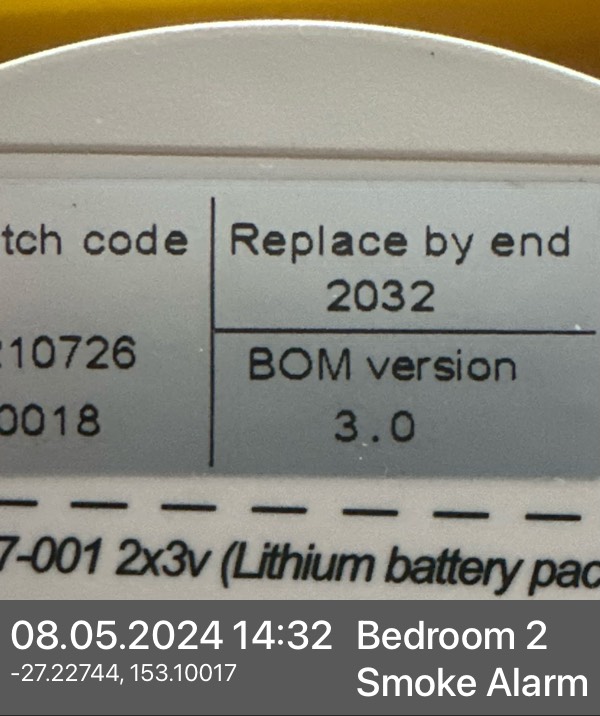 tch code
10726
0018
Replace by end
2032
BOM version
3.0
7-001 2x3v (Lithium battery pac
08.05.2024 14:32
-27.22744, 153.10017
Bedroom 2
Smoke Alarm